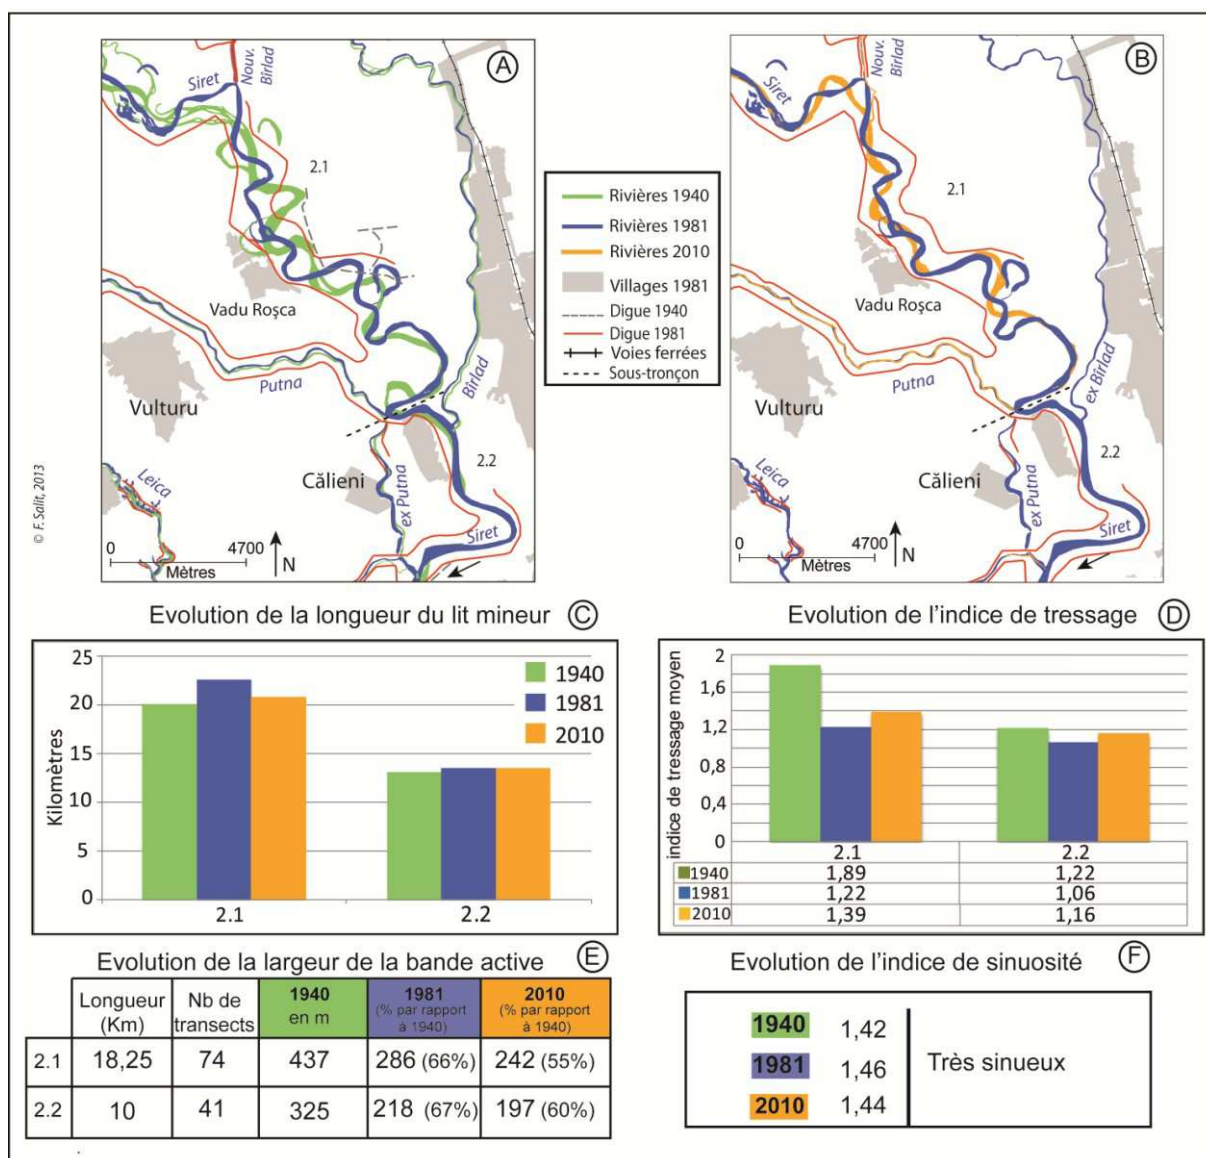 A
Siret
Nouv.
Bîrlad
2.1
Vadu Roşca
Putna
Vulturu
Bîrlad
2.2
Călieni
Leica
ex Putna
Siret
0
4700
Mètres
N
© F. Salit, 2013
Rivières 1940
Rivières 1981
Rivières 2010
Villages 1981
Digue 1940
Digue 1981
Voies ferrées
Sous-tronçon
B
Siret
Nouv.
Bîrlad
2.1
Vadu Roşca
Putna
Vulturu
ex Bîrlad
2.2
Călieni
Leica
ex Putna
Siret
0
4700
Mètres
N
Evolution de la longueur du lit mineur C
Kilomètres
25
20
15
10
5
0
1940
1981
2010
2.1 2.2
Evolution de l'indice de tressage D
indice de tressage moyen
2
1,6
1,2
0,8
0,4
0
2.1 2.2
1940 1,89 1,22
1981 1,22 1,06
2010 1,39 1,16
Evolution de la largeur de la bande active E
Longueur (Km) Nb de transects 1940 en m 1981 (% par rapport à 1940) 2010 (% par rapport à 1940)
2.1 18,25 74 437 286 (66%) 242 (55%)
2.2 10 41 325 218 (67%) 197 (60%)
Evolution de l'indice de sinuosité F
1940 1,42
1981 1,46
2010 1,44
Très sinueux